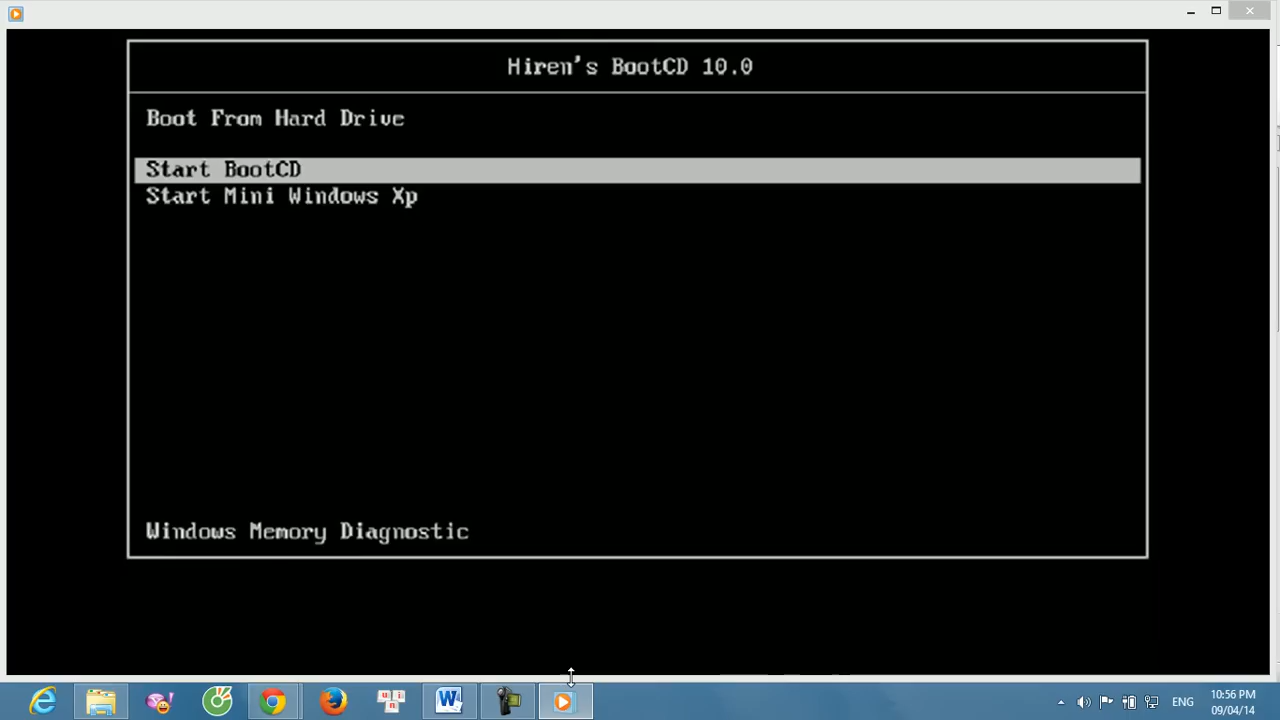 Hiren's BootCD 10.0
Boot From Hard Drive
Start BootCD
Start Mini Windows Xp
Windows Memory Diagnostic
ENG
10:56 PM
09/04/14